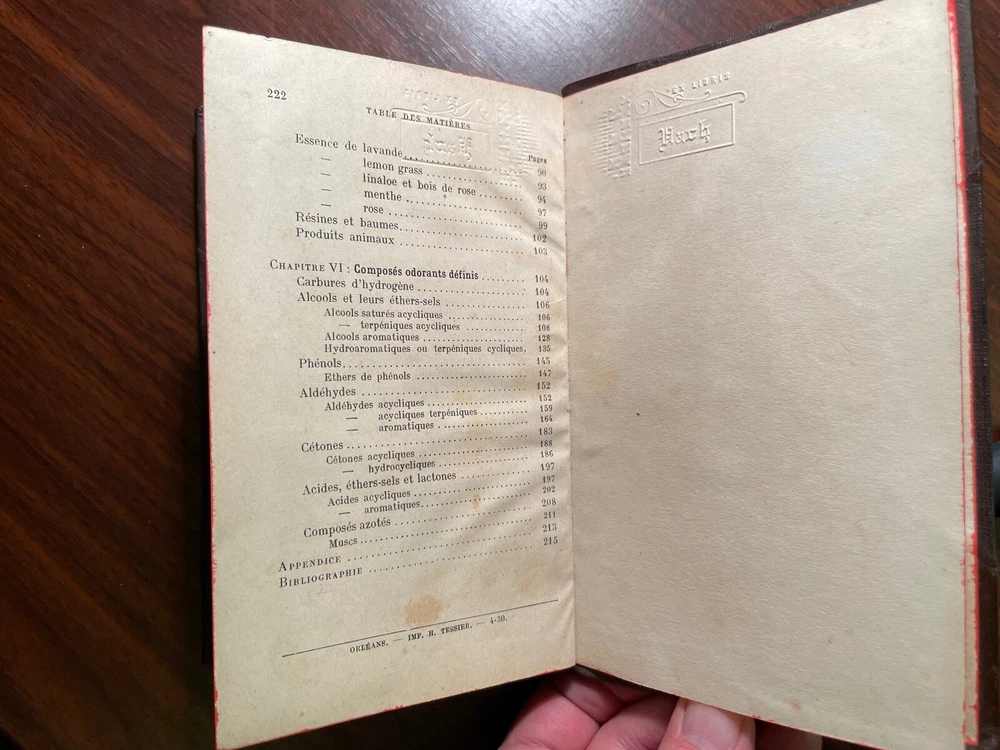 222
TABLE DES MATIÈRES
Pages
Essence de lavande........................ 90
— lemon grass ........................ 93
— linaloe et bois de rose ......... 94
— menthe ........................ 97
— rose ........................ 99
Résines et baumes........................ 102
Produits animaux ........................ 103
CHAPITRE VI : Composés odorants définis ......... 104
Carbures d'hydrogène ........................ 104
Alcools et leurs éthers-sels ................ 106
Alcools saturés acycliques ................ 106
— terpéniques acycliques ............ 108
Alcools aromatiques ........................ 128
Hydroaromatiques ou terpéniques cycliques. 135
Phénols........................ 145
Ethers de phénols ........................ 147
Aldéhydes ........................ 152
Aldéhydes acycliques ........................ 152
— acycliques terpéniques ............ 159
— aromatiques ........................ 164
Cétones ........................ 183
Cétones acycliques ........................ 188
— hydrocycliques .................... 186
Acides, éthers-sels et lactones ............ 197
Acides acycliques ........................ 197
— aromatiques........................ 202
Composés azotés ........................ 208
Muscs ........................ 211
APPENDICE ........................ 213
BIBLIOGRAPHIE ........................ 215
ORLÉANS. — IMP. H. TESSIER. — 4-30.
EX LIBRIS